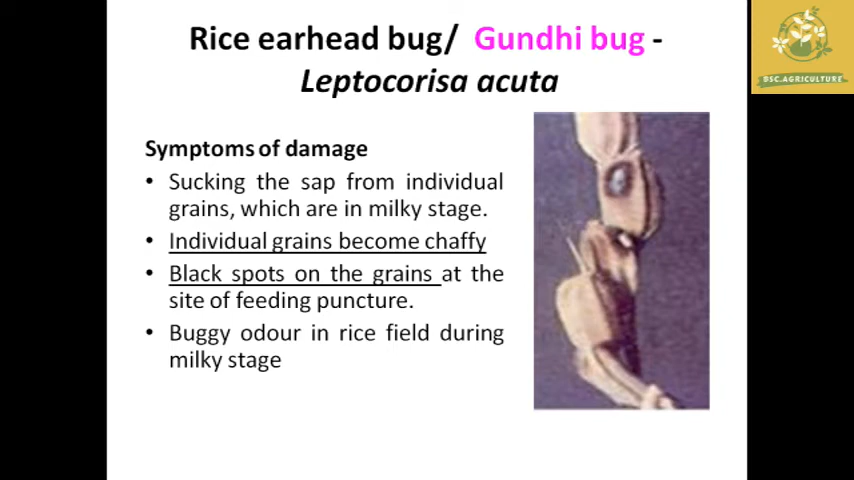 Rice earhead bug/ Gundhi bug -
Leptocorisa acuta
BSC.AGRICULTURE
Symptoms of damage
• Sucking the sap from individual
grains, which are in milky stage.
• Individual grains become chaffy
• Black spots on the grains at the
site of feeding puncture.
• Buggy odour in rice field during
milky stage